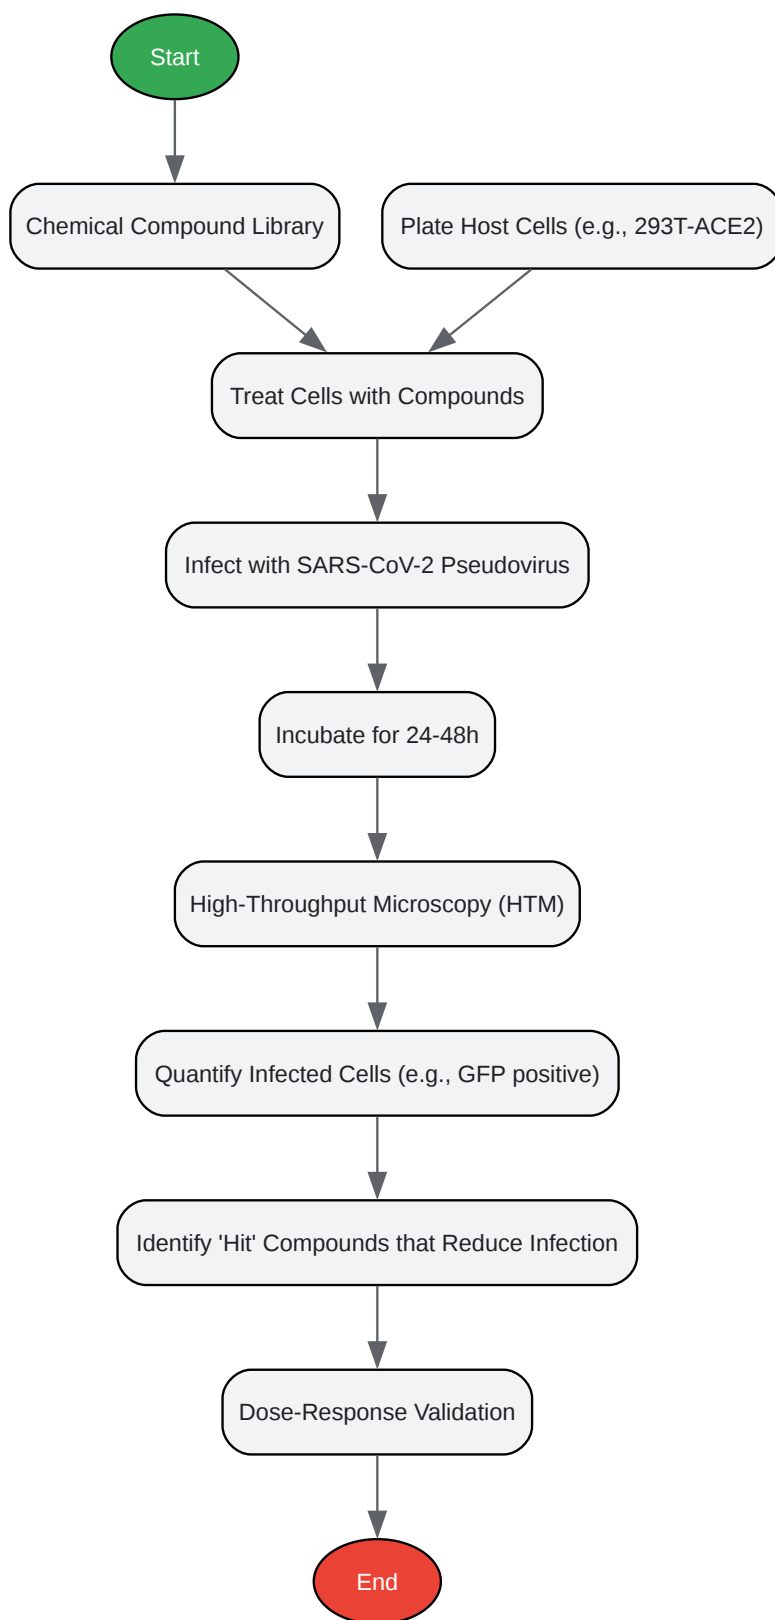 Start
Chemical Compound Library
Plate Host Cells (e.g., 293T-ACE2)
Treat Cells with Compounds
Infect with SARS-CoV-2 Pseudovirus
Incubate for 24-48h
High-Throughput Microscopy (HTM)
Quantify Infected Cells (e.g., GFP positive)
Identify 'Hit' Compounds that Reduce Infection
Dose-Response Validation
End